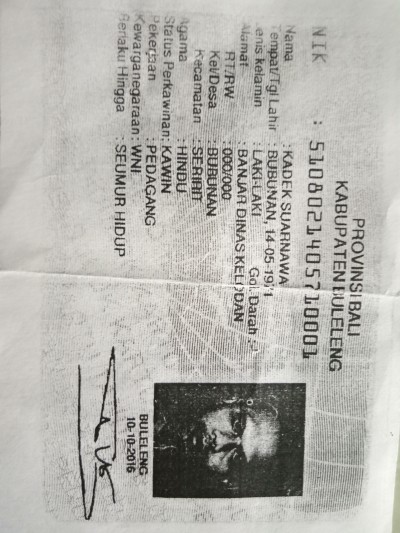 PROVINSI BALI
KABUPATEN BULELENG
NIK : 5108021405710001
Nama : KADEK SUARNAWA
Tempat/Tgl Lahir : BUBUNAN, 14-05-1971
Jenis kelamin : LAKI-LAKI Gol. Darah :
Alamat : BANJAR DINAS KELODAN
RT/RW : 000/000
Kel/Desa : BUBUNAN
Kecamatan : SERIRIT
Agama : HINDU
Status Perkawinan: KAWIN
Pekerjaan : PEDAGANG
Kewarganegaraan: WNI
Berlaku Hingga : SEUMUR HIDUP
BULELENG
10-10-2016